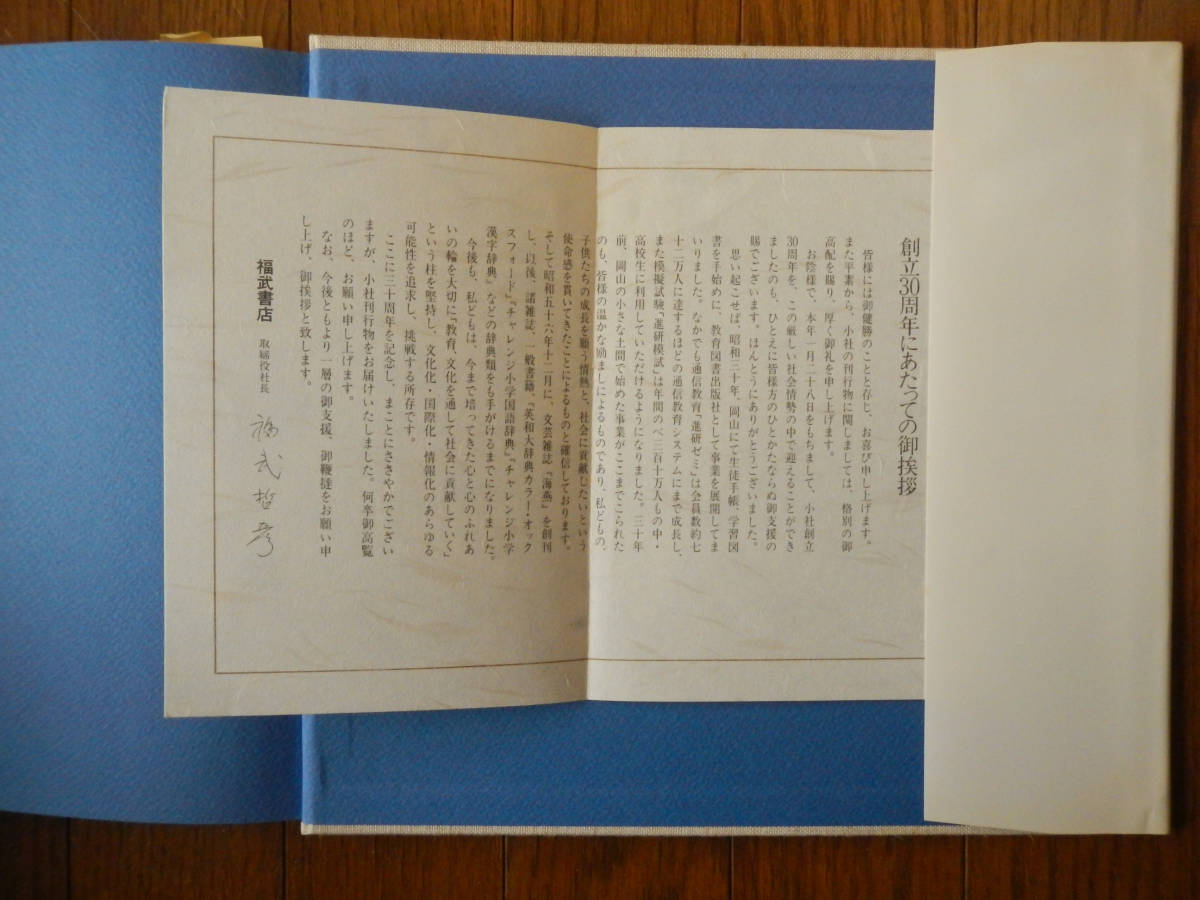 創立30周年にあたっての御挨拶
皆様には御健勝のことと存じ、お喜び申し上げます。
また平素から、小社の刊行物に関しましては、格別の御
高配を賜り、厚く御礼を申し上げます。
お陰様で、本年一月二十八日をもちまして、小社創立
30周年を、この厳しい社会情勢の中で迎えることができ
ましたのも、ひとえに皆様方のひとかたならぬ御支援の
賜でございます。ほんとうにありがとうございました。
思い起こせば、昭和三十年、岡山にて生徒手帳、学習図
書を手始めに、教育図書出版社として事業を展開してま
いりました。なかでも通信教育「進研ゼミ」は会員数約七
十二万人に達するほどの通信教育システムにまで成長し、
また模擬試験「進研模試」は年間のべ三百十万人もの中・
高校生に利用していただけるようになりました。三十年
前、岡山の小さな土間で始めた事業がここまでこられた
のも、皆様の温かな励ましによるものであり、私どもの、
子供たちの成長を願う情熱と、社会に貢献したいという
使命感を貫いてきたことによるものと確信しております。
そして昭和五十六年十二月に、文芸雑誌『海燕』を創刊
し、以後、諸雑誌、一般書籍、『英和大辞典カラー・オック
スフォード』『チャレンジ小学国語辞典』『チャレンジ小学
漢字辞典』などの辞典類をも手がけるまでになりました。
今後も、私どもは、今まで培ってきた心と心のふれあ
いの輪を大切に「教育、文化を通して社会に貢献していく」
という柱を堅持し、文化化・国際化・情報化のあらゆる
可能性を追求し、挑戦する所存です。
ここに三十周年を記念し、まことにささやかでござい
ますが、小社刊行物をお届けいたしました。何卒御高覧
のほど、お願い申し上げます。
なお、今後ともより一層の御支援、御鞭撻をお願い申
し上げ、御挨拶と致します。
福武書店 取締役社長 福武哲彦